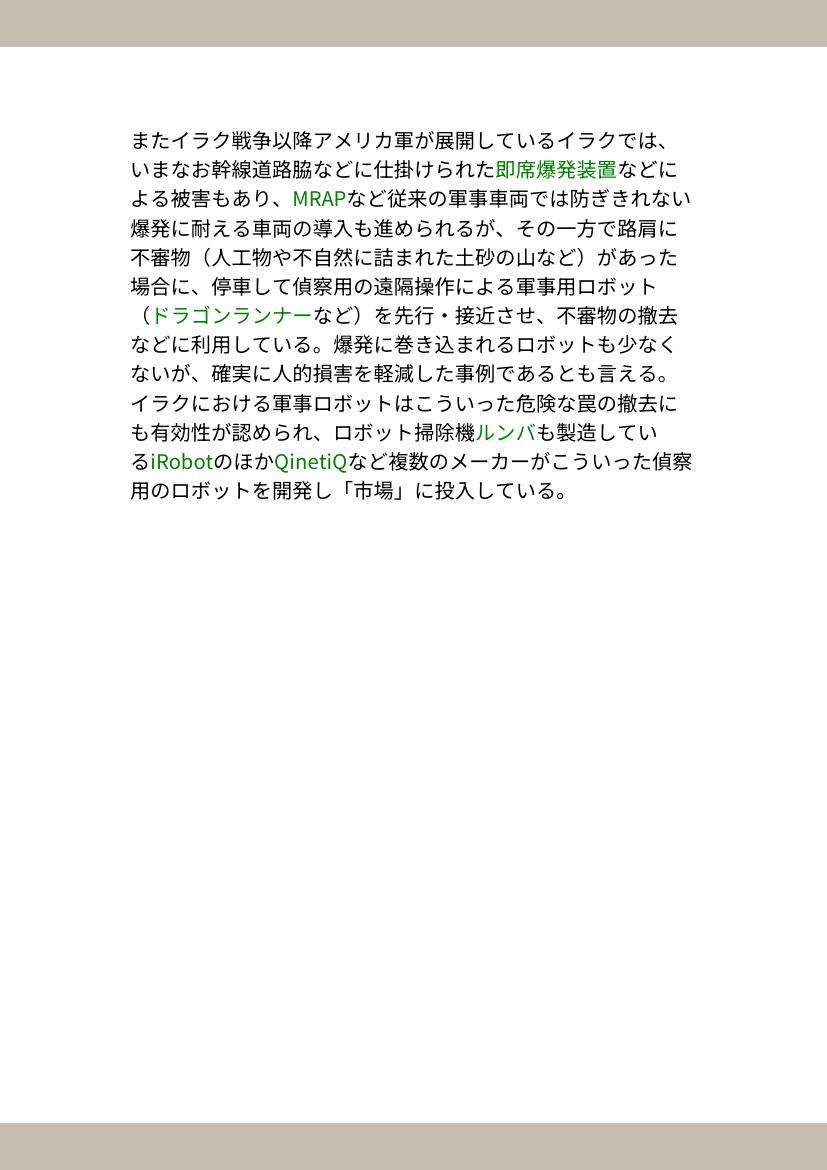 またイラク戦争以降アメリカ軍が展開しているイラクでは、
いまなお幹線道路脇などに仕掛けられた即席爆発装置などに
よる被害もあり、MRAPなど従来の軍事車両では防ぎきれない
爆発に耐える車両の導入も進められるが、その一方で路肩に
不審物（人工物や不自然に詰まれた土砂の山など）があった
場合に、停車して偵察用の遠隔操作による軍事用ロボット
（ドラゴンランナーなど）を先行・接近させ、不審物の撤去
などに利用している。爆発に巻き込まれるロボットも少なく
ないが、確実に人的損害を軽減した事例であるとも言える。
イラクにおける軍事ロボットはこういった危険な罠の撤去に
も有効性が認められ、ロボット掃除機ルンバも製造してい
るiRobotのほかQinetiQなど複数のメーカーがこういった偵察
用のロボットを開発し「市場」に投入している。